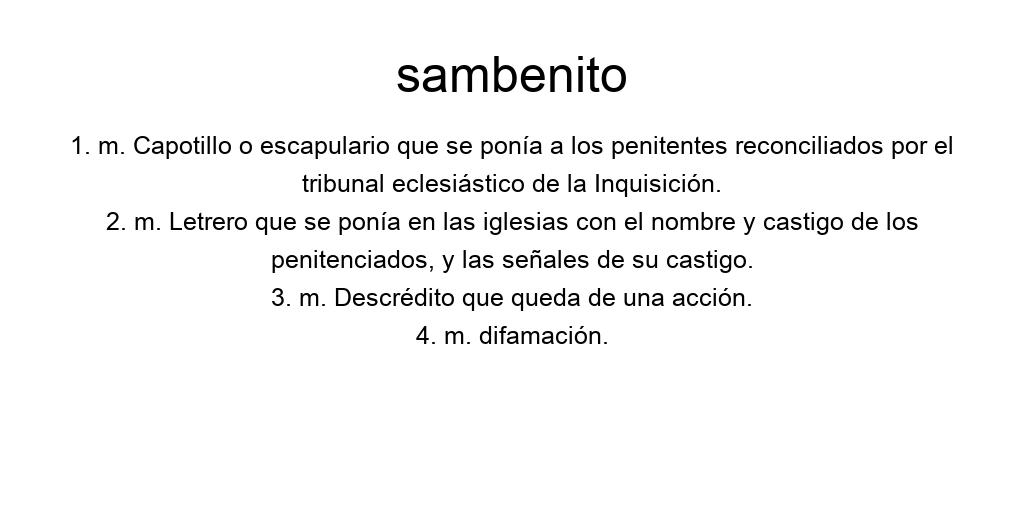 sambenito
1. m. Capotillo o escapulario que se ponía a los penitentes reconciliados por el
tribunal eclesiástico de la Inquisición.
2. m. Letrero que se ponía en las iglesias con el nombre y castigo de los
penitenciados, y las señales de su castigo.
3. m. Descrédito que queda de una acción.
4. m. difamación.